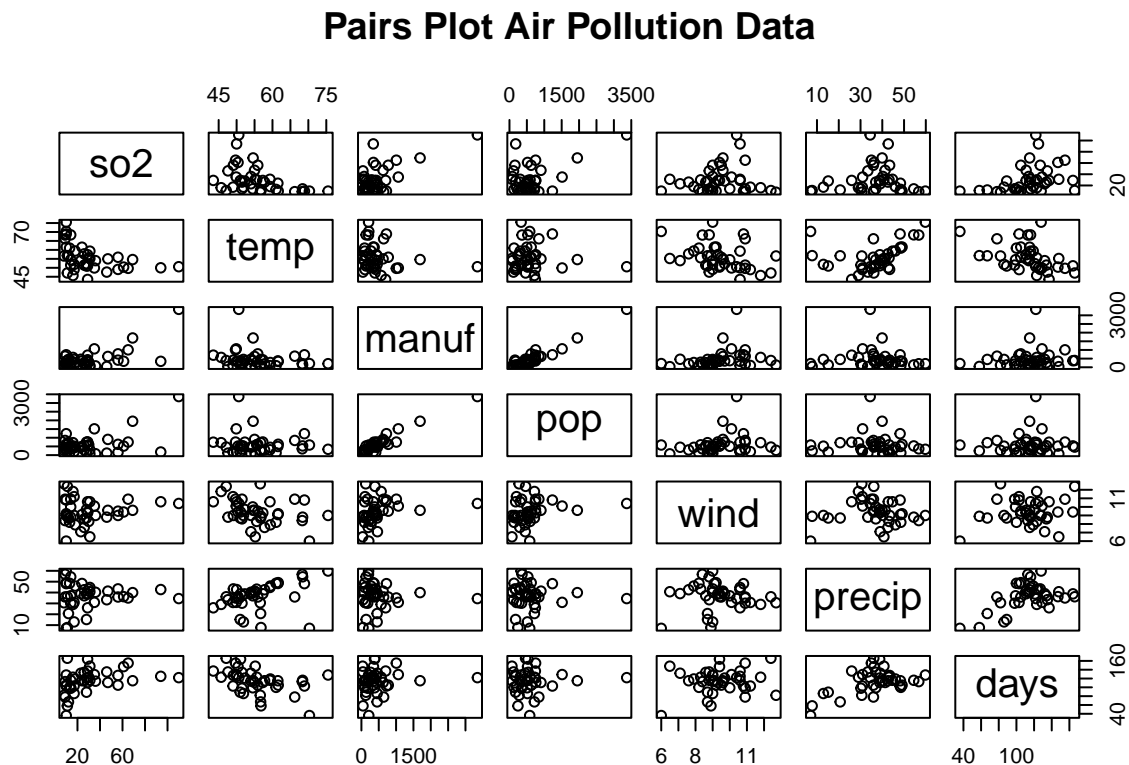 Pairs Plot Air Pollution Data
45 60 75 0 1500 3500 10 30 50
so2 20
45 70 temp
manuf 0 3000
0 3000 pop
wind 6 11
10 50 precip
days 40 160
20 60 0 1500 6 8 11 40 100